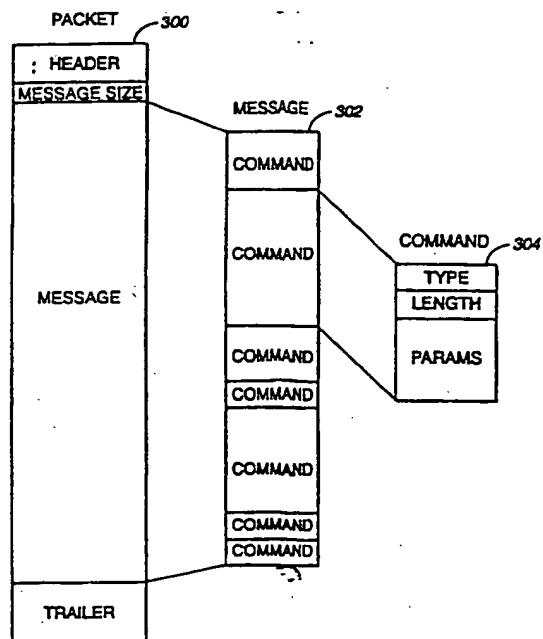 PACKET
300
HEADER
MESSAGE SIZE
MESSAGE
TRAILER
MESSAGE
302
COMMAND
COMMAND
COMMAND
COMMAND
COMMAND
COMMAND
COMMAND
COMMAND
304
TYPE
LENGTH
PARAMS